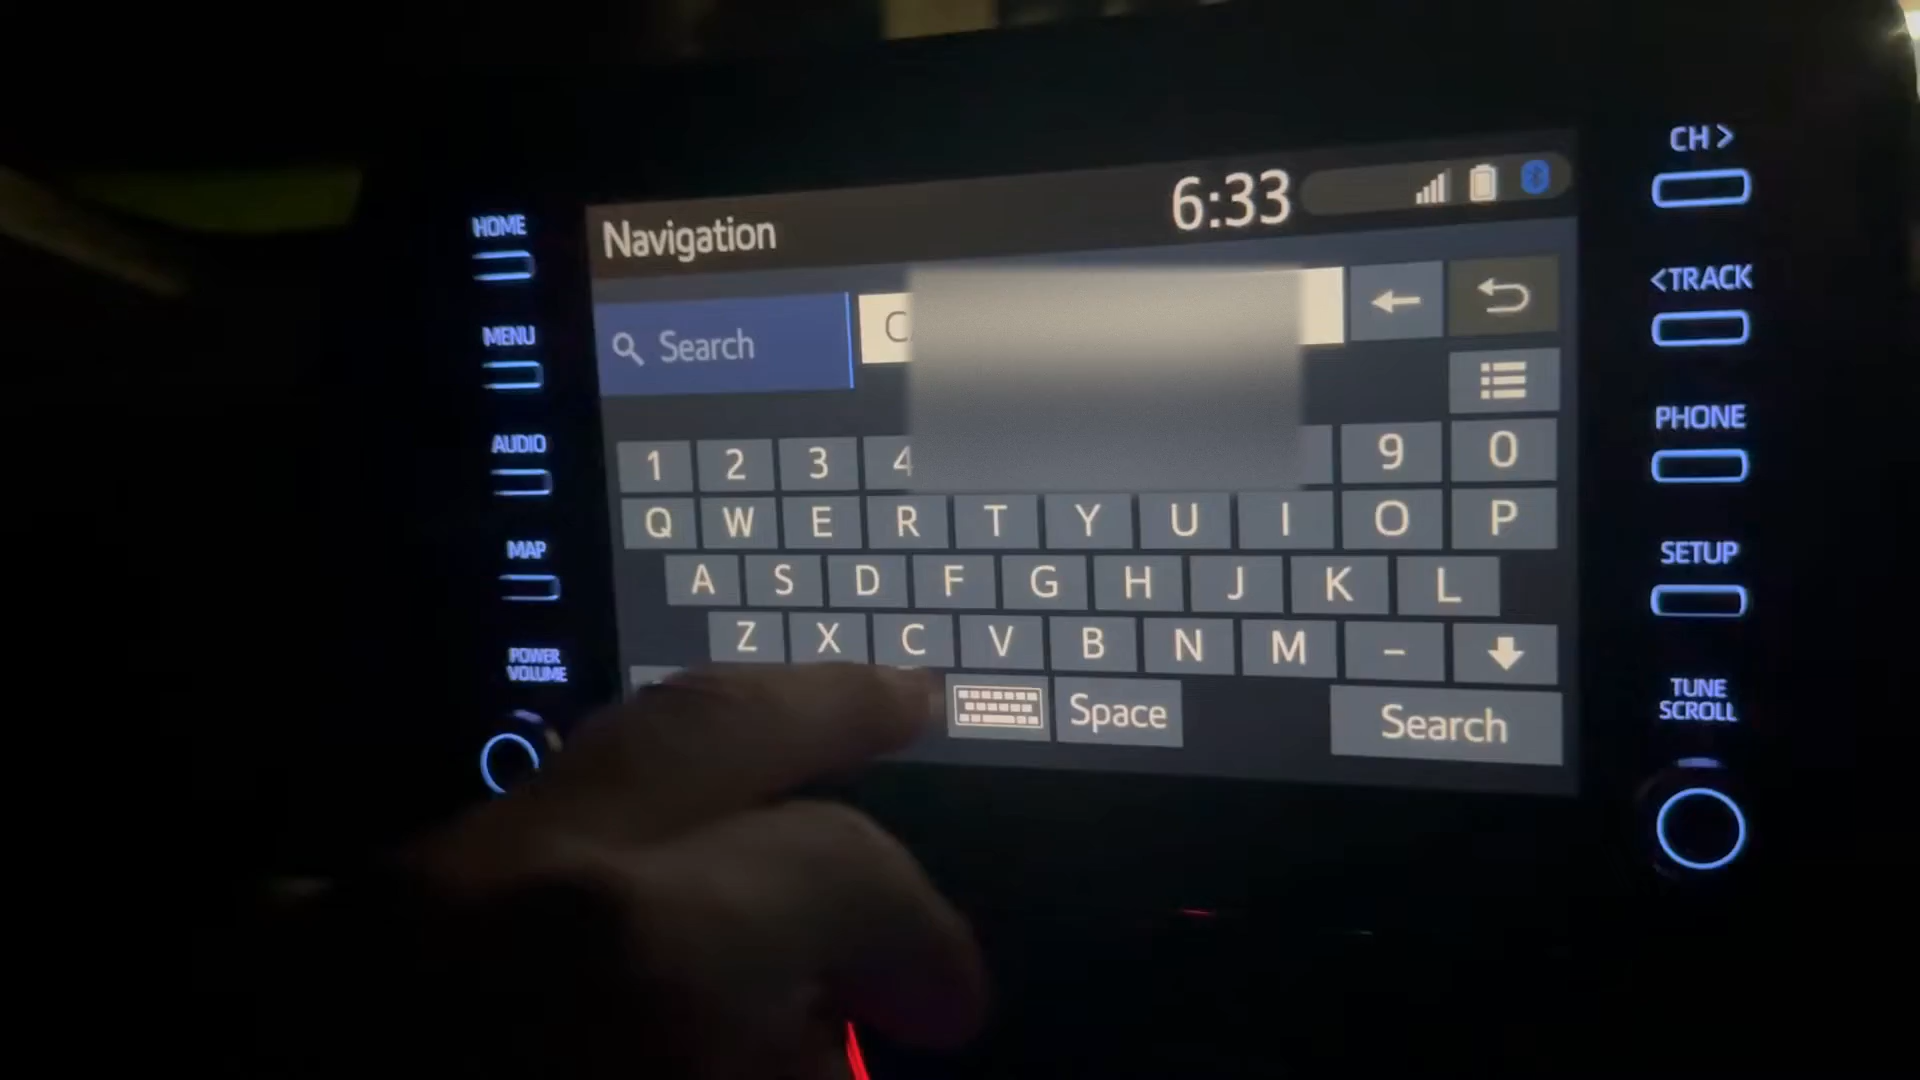 CH >
6:33
Navigation
HOME
<TRACK
Search
MENU
PHONE
AUDIO
1 2 3 4 9 0
Q W E R T Y U I O P
SETUP
MAP
A S D F G H J K L
Z X C V B N M -
POWER
VOLUME
TUNE
SCROLL
Space
Search